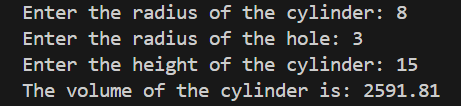 Enter the radius of the cylinder: 8
Enter the radius of the hole: 3
Enter the height of the cylinder: 15
The volume of the cylinder is: 2591.81